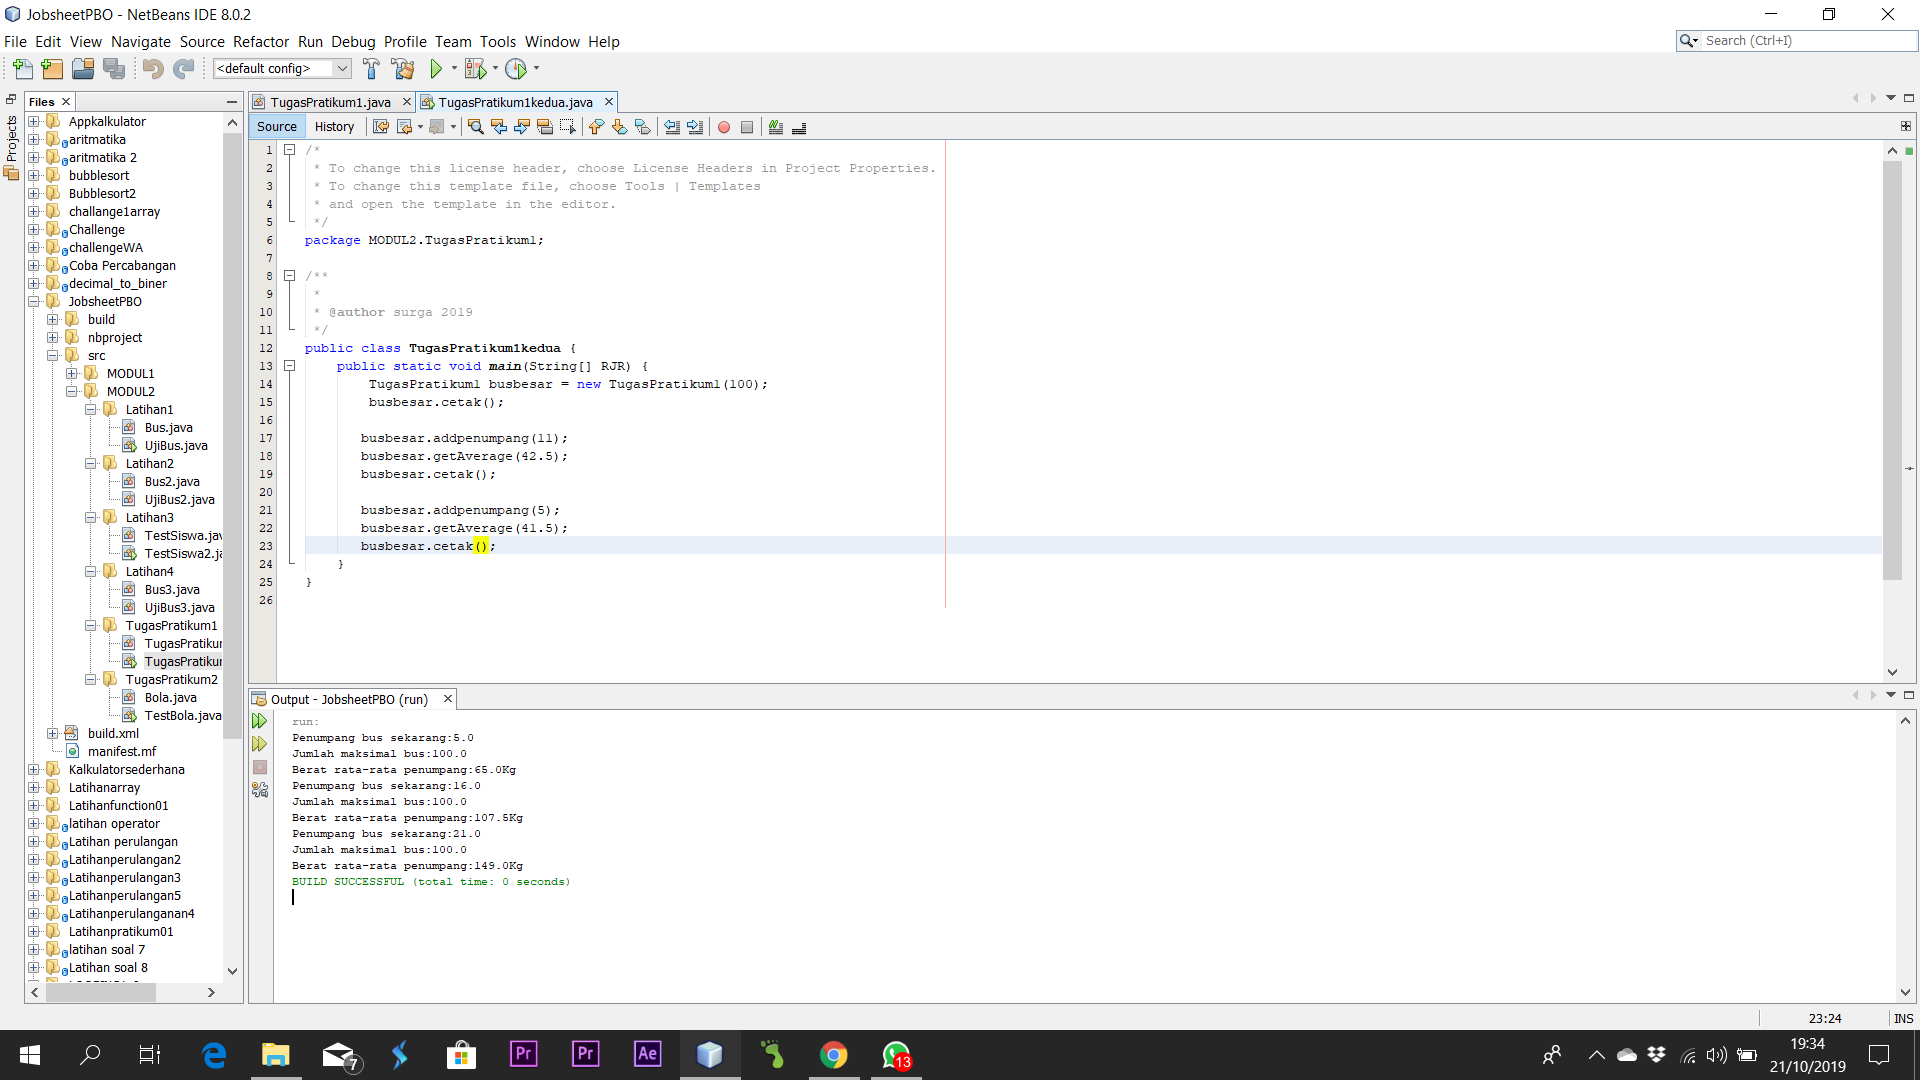 JobsheetPBO - NetBeans IDE 8.0.2
File Edit View Navigate Source Refactor Run Debug Profile Team Tools Window Help
Search (Ctrl+I)
<default config>
Projects
Files
Appkalkulator
aritmatika
aritmatika 2
bubblesort
Bubblesort2
challange1array
Challenge
challengeWA
Coba Percabangan
decimal_to_biner
JobsheetPBO
build
nbproject
src
MODUL1
MODUL2
Latihan1
Bus.java
UjiBus.java
Latihan2
Bus2.java
UjiBus2.java
Latihan3
TestSiswa.jav
TestSiswa2.ja
Latihan4
Bus3.java
UjiBus3.java
TugasPratikum1
TugasPratikur
TugasPratikur
TugasPratikum2
Bola.java
TestBola.java
build.xml
manifest.mf
Kalkulatorsederhana
Latihanarray
Latihanfunction01
latihan operator
Latihan perulangan
Latihanperulangan2
Latihanperulangan3
Latihanperulangan5
Latihanperulanganan4
Latihanpratikum01
latihan soal 7
Latihan soal 8
TugasPratikum1.java TugasPratikum1kedua.java
Source History
1 /*
2 * To change this license header, choose License Headers in Project Properties.
3 * To change this template file, choose Tools | Templates
4 * and open the template in the editor.
5 */
6 package MODUL2.TugasPratikum1;
7
8 /**
9 *
10 * @author surga 2019
11 */
12 public class TugasPratikum1kedua {
13 public static void main(String[] RJR) {
14 TugasPratikum1 busbesar = new TugasPratikum1(100);
15 busbesar.cetak();
16
17 busbesar.addpenumpang(11);
18 busbesar.getAverage(42.5);
19 busbesar.cetak();
20
21 busbesar.addpenumpang(5);
22 busbesar.getAverage(41.5);
23 busbesar.cetak();
24 }
25 }
26
Output - JobsheetPBO (run)
run:
Penumpang bus sekarang:5.0
Jumlah maksimal bus:100.0
Berat rata-rata penumpang:65.0Kg
Penumpang bus sekarang:16.0
Jumlah maksimal bus:100.0
Berat rata-rata penumpang:107.5Kg
Penumpang bus sekarang:21.0
Jumlah maksimal bus:100.0
Berat rata-rata penumpang:149.0Kg
BUILD SUCCESSFUL (total time: 0 seconds)
23:24 INS
7
Pr
Pr
Ae
13
19:34
21/10/2019